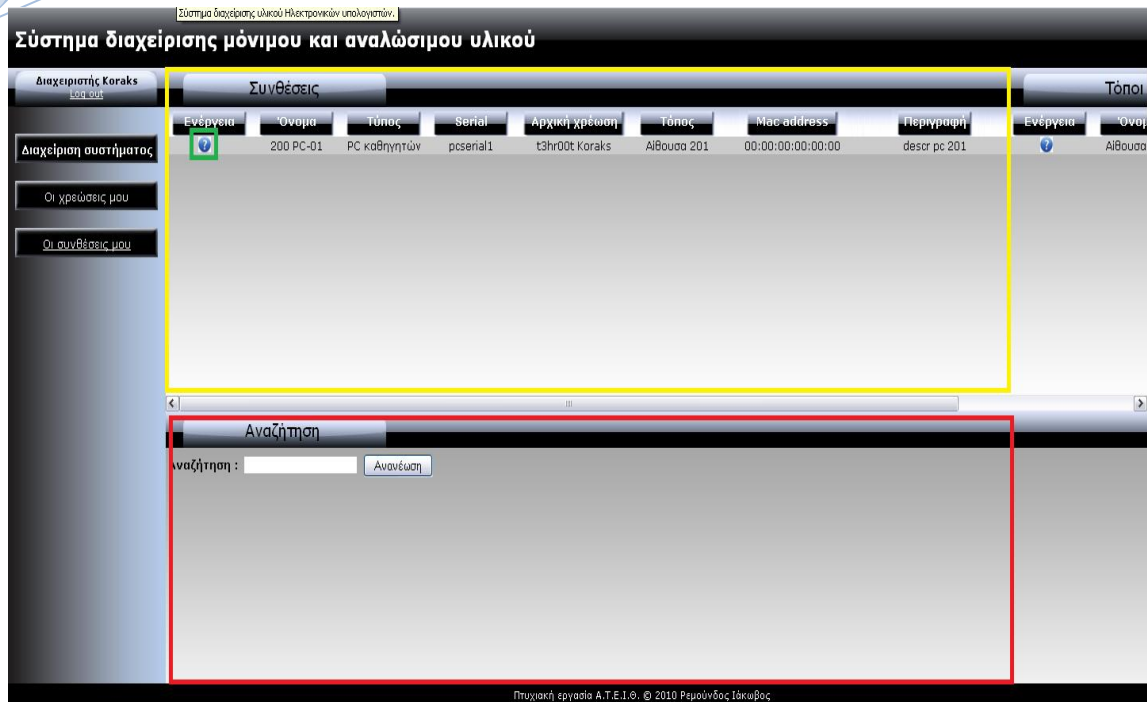 Σύστημα διαχείρισης υλικού Ηλεκτρονικών υπολογιστών.
Σύστημα διαχείρισης μόνιμου και αναλώσιμου υλικού
Διαχειριστής Koraks
Log out
Διαχείριση συστήματος
Οι χρεώσεις μου
Οι συνθέσεις μου
Συνθέσεις
Τόποι
Ενέργεια Όνομα Τύπος Serial Αρχική χρέωση Τόπος Mac address Περιγραφή Ενέργεια Όνομ
200 PC-01 PC καθηγητών pcserial1 t3hr00t Koraks Αίθουσα 201 00:00:00:00:00:00 descr pc 201 Αίθουσα
Αναζήτηση
Αναζήτηση : Ανανέωση
Πτυχιακή εργασία Α.Τ.Ε.Ι.Θ. © 2010 Ρεμούνδος Ιάκωβος